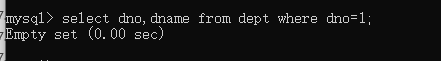 mysql> select dno,dname from dept where dno=1;
Empty set (0.00 sec)